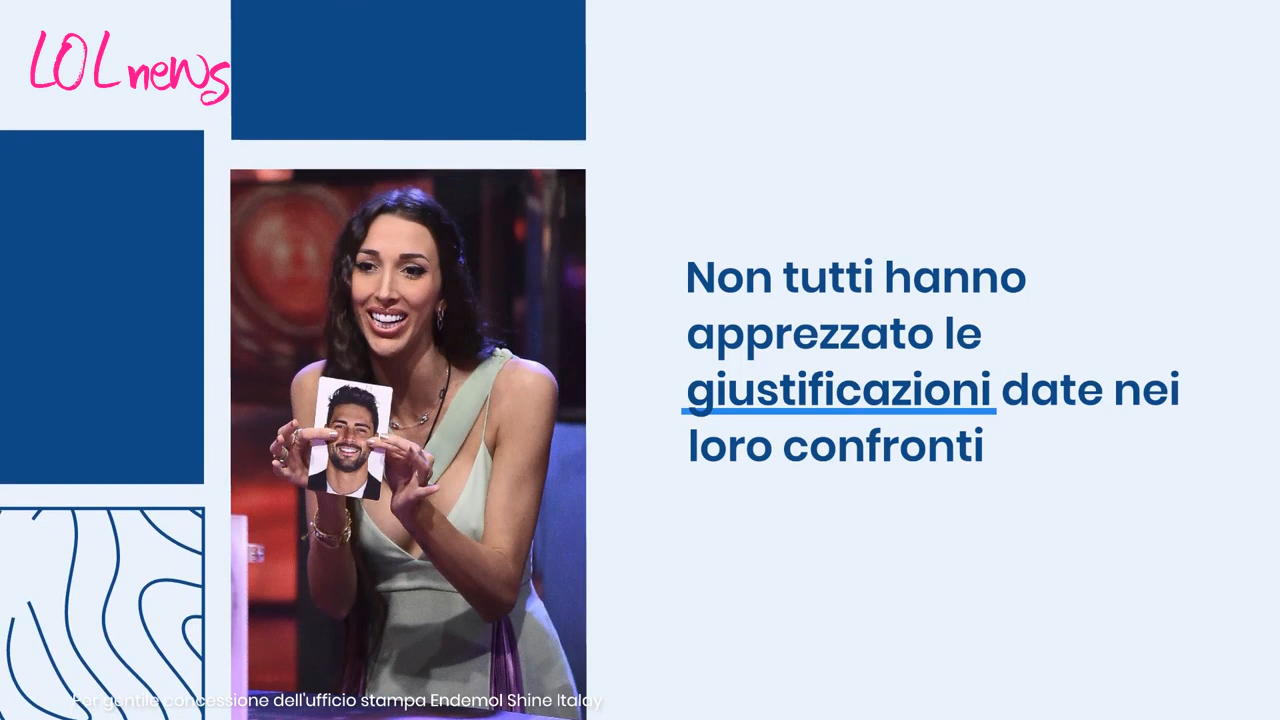 LOL news
Non tutti hanno
apprezzato le
giustificazioni date nei
loro confronti
Per gentile concessione dell'ufficio stampa Endemol Shine Italay